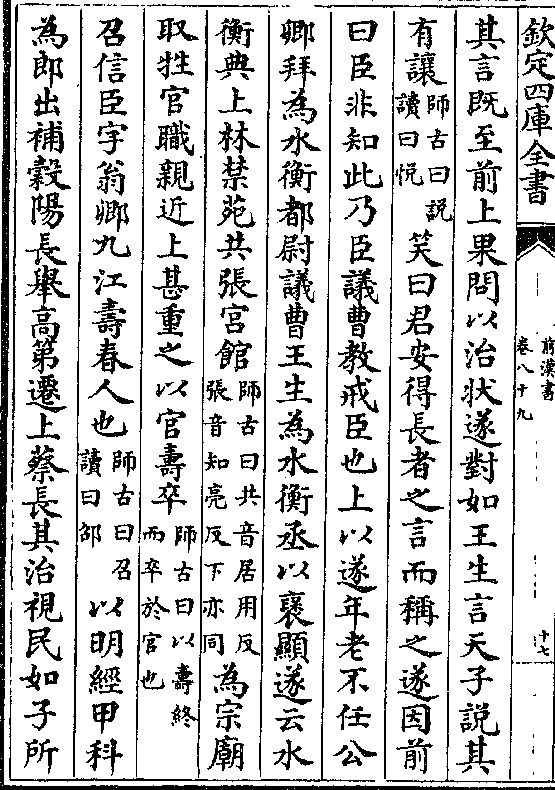 欽定四庫全書
前漢書
卷八十九
十七
其言既至前上果問以治状遂對如王生言天子說其
有讓師古曰說讀曰悦笑曰君安得長者之言而稱之遂因前
曰臣非知此乃臣議曹教戒臣也上以遂年老不任公
卿拜為水衡都尉議曹王生為水衡丞以襃顯遂云水
衡典上林禁苑共張宫館師古曰共音居用反張音知亮反下亦同為宗廟
取牲官職親近上甚重之以官壽卒師古曰以壽終而卒於官也
召信臣字翁卿九江壽春人也師古曰召讀曰邵以明經甲科
為郎出補穀陽長舉高第遷上蔡長其治視民如子所